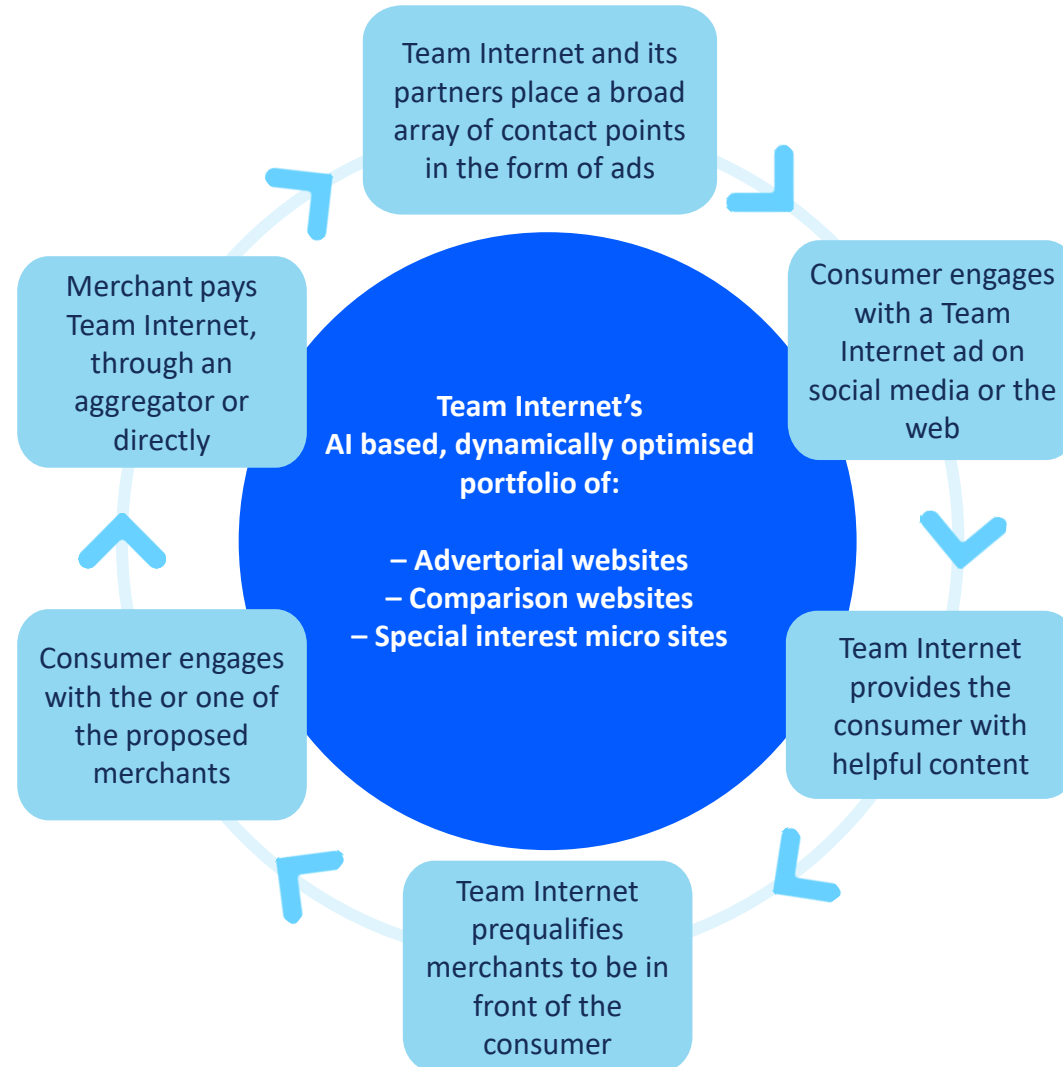 Team Internet and its
partners place a broad
array of contact points
in the form of ads
Consumer engages
with a Team
Internet ad on
social media or the
web
Team Internet
provides the
consumer with
helpful content
Team Internet
prequalifies
merchants to be in
front of the
consumer
Consumer engages
with the or one of
the proposed
merchants
Merchant pays
Team Internet,
through an
aggregator or
directly
Team Internet’s
AI based, dynamically optimised
portfolio of:
– Advertorial websites
– Comparison websites
– Special interest micro sites